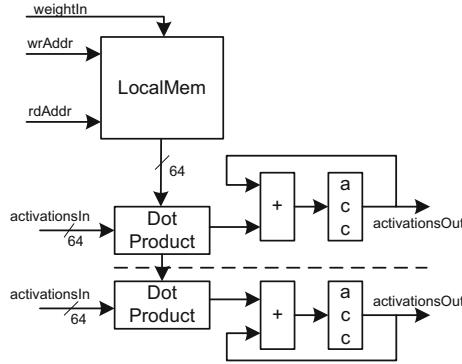 weightIn
wrAddr
LocalMem
rdAddr
64
activationsIn
64
Dot
Product
+
a
c
c
activationsOut
activationsIn
64
Dot
Product
+
a
c
c
activationsOut